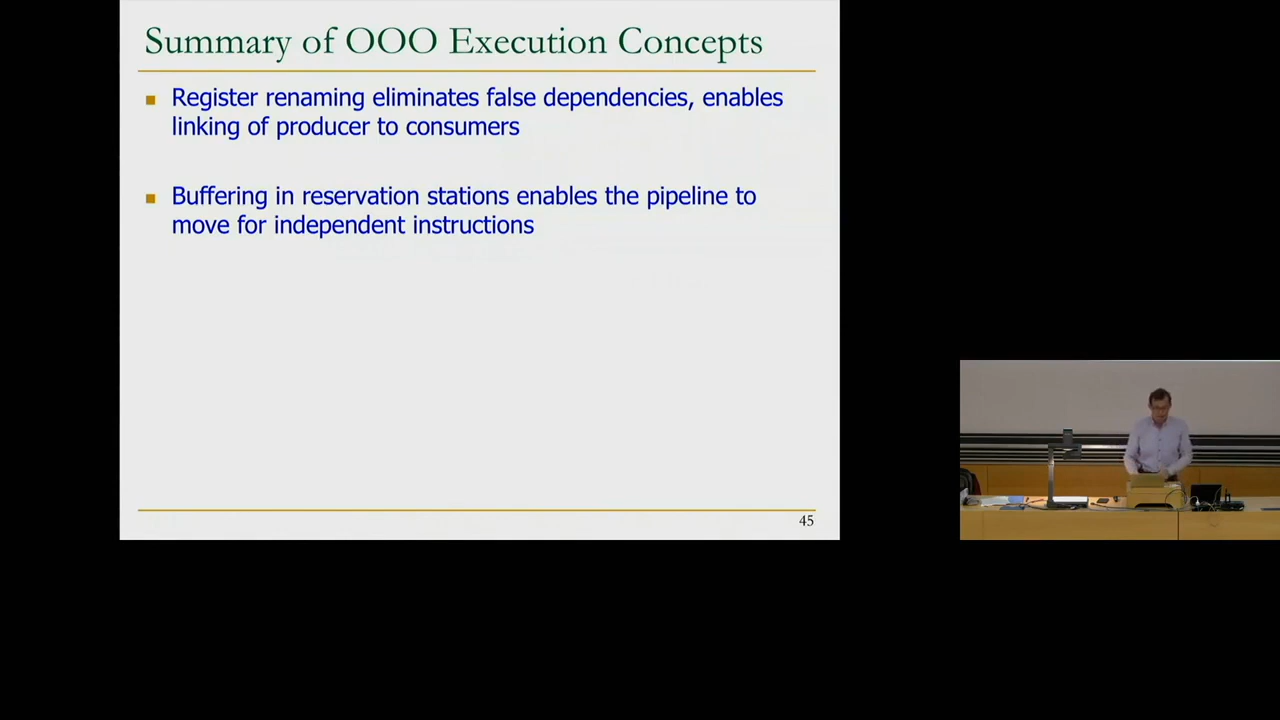 Summary of OOO Execution Concepts
Register renaming eliminates false dependencies, enables
linking of producer to consumers
Buffering in reservation stations enables the pipeline to
move for independent instructions
45